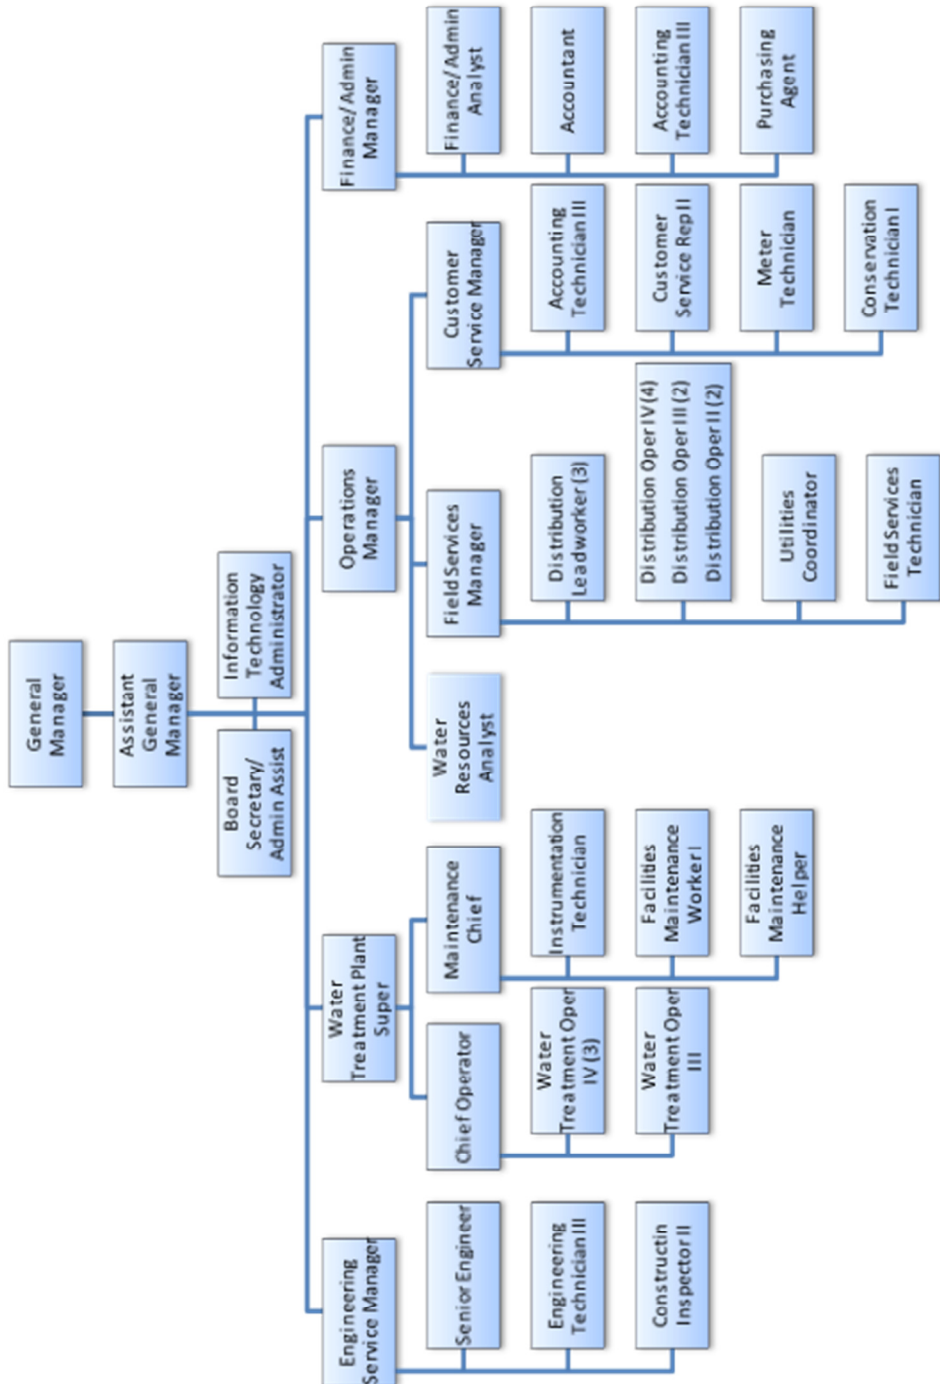 General
Manager
Assistant
General
Manager
Board
Secretary/
Admin Assist
Information
Technology
Administrator
Engineering
Service Manager
Senior Engineer
Engineering
Technician III
Constructin
Inspector II
Water
Treatment Plant
Super
Chief Operator
Water
Treatment Oper
IV (3)
Water
Treatment Oper
III
Maintenance
Chief
Instrumentation
Technician
Facilities
Maintenance
Worker I
Facilities
Maintenance
Helper
Operations
Manager
Water
Resources
Analyst
Field Services
Manager
Distribution
Leadworker (3)
Distribution Oper IV (4)
Distribution Oper III (2)
Distribution Oper II (2)
Utilities
Coordinator
Field Services
Technician
Customer
Service Manager
Accounting
Technician III
Customer
Service Rep II
Meter
Technician
Conservation
Technician I
Finance/Admin
Manager
Finance/Admin
Analyst
Accountant
Accounting
Technician III
Purchasing
Agent